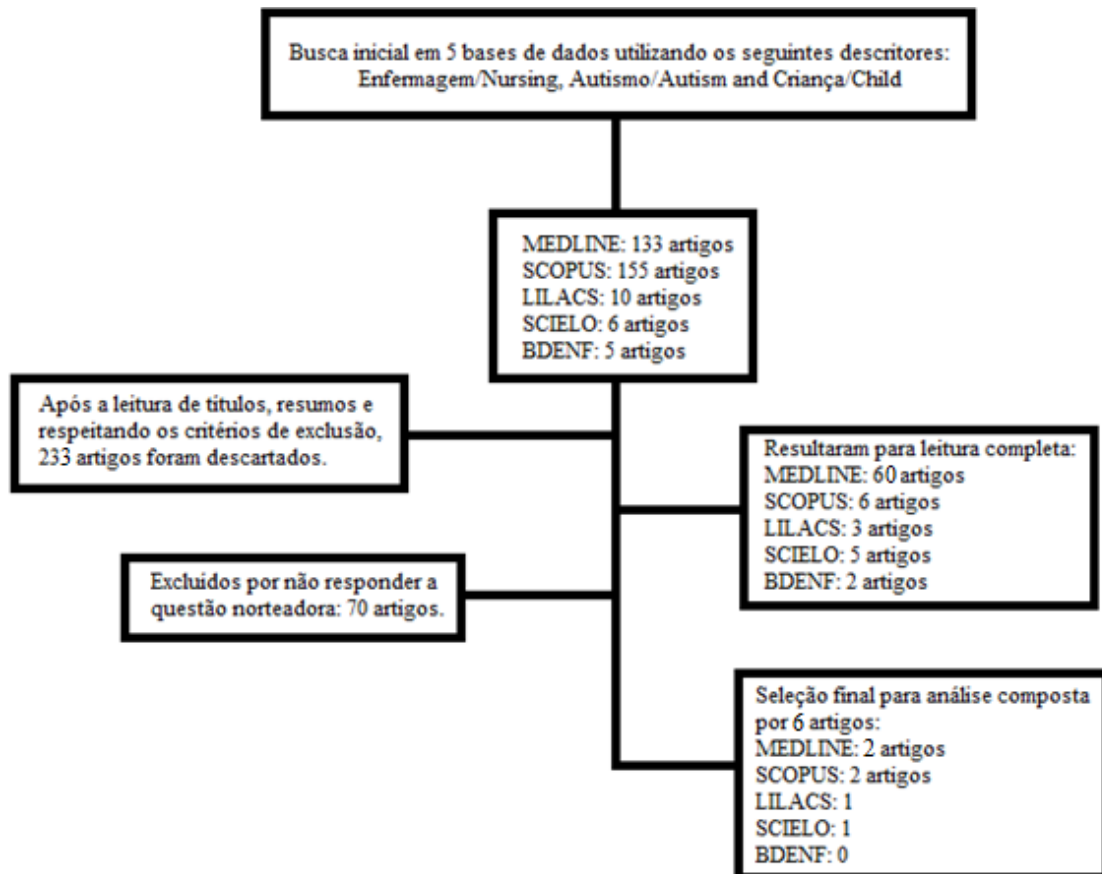 Busca inicial em 5 bases de dados utilizando os seguintes descritores:
Enfermagem/Nursing, Autismo/Autism and Criança/Child
MEDLINE: 133 artigos
SCOPUS: 155 artigos
LILACS: 10 artigos
SCIELO: 6 artigos
BDENF: 5 artigos
Após a leitura de titulos, resumos e
respeitando os critérios de exclusão,
233 artigos foram descartados.
Resultaram para leitura completa:
MEDLINE: 60 artigos
SCOPUS: 6 artigos
LILACS: 3 artigos
SCIELO: 5 artigos
BDENF: 2 artigos
Excluidos por não responder a
questão norteadora: 70 artigos.
Seleção final para análise composta
por 6 artigos:
MEDLINE: 2 artigos
SCOPUS: 2 artigos
LILACS: 1
SCIELO: 1
BDENF: 0